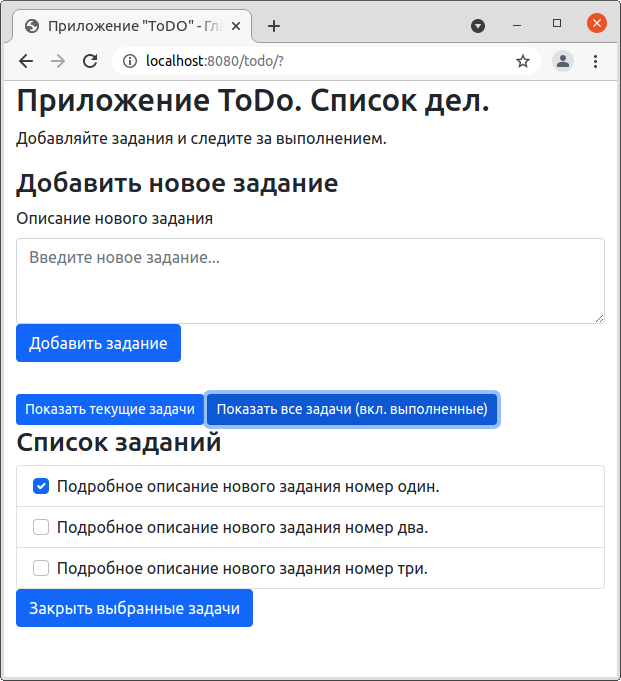 Приложение "ToDO" - Гла
localhost:8080/todo/?
Приложение ToDo. Список дел.
Добавляйте задания и следите за выполнением.
Добавить новое задание
Описание нового задания
Введите новое задание...
Добавить задание
Показать текущие задачи Показать все задачи (вкл. выполненные)
Список заданий
Подробное описание нового задания номер один.
Подробное описание нового задания номер два.
Подробное описание нового задания номер три.
Закрыть выбранные задачи